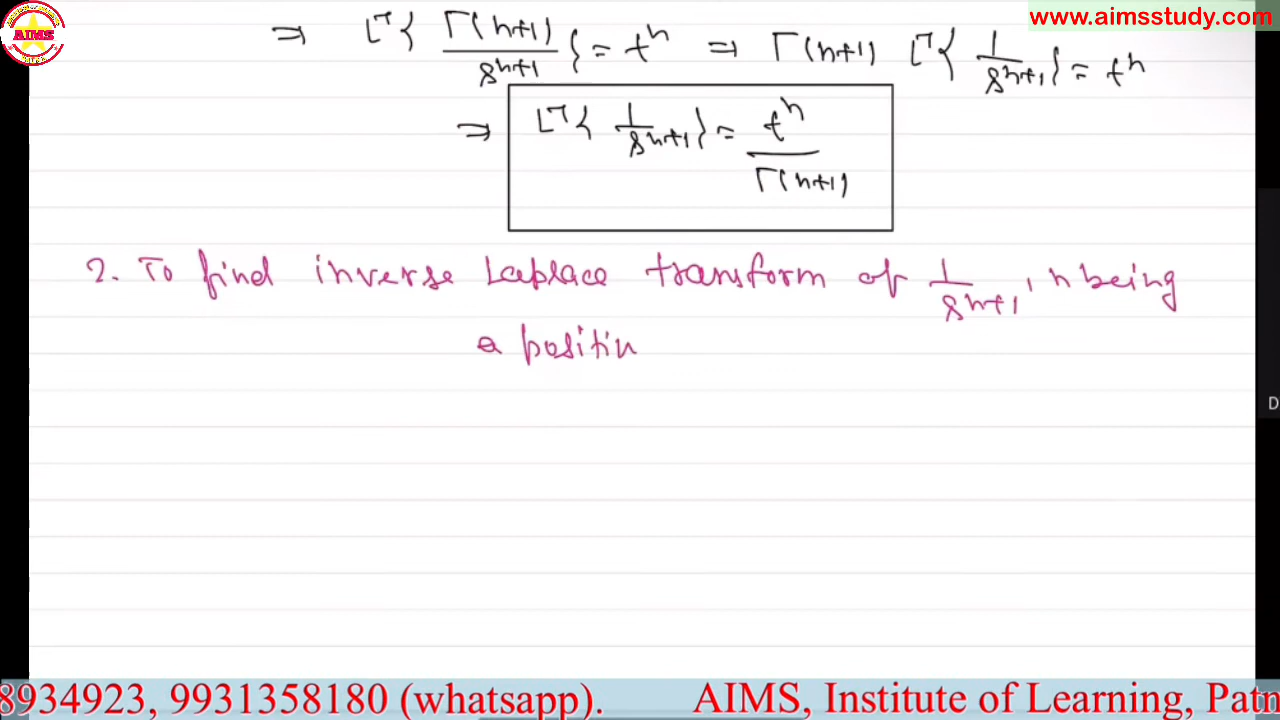 AIMS
www.aimsstudy.com
⇒ L⁻¹{ Γ(n+1) / s^{n+1} } = t^n ⇒ Γ(n+1) L⁻¹{ 1 / s^{n+1} } = t^n
⇒ L⁻¹{ 1 / s^{n+1} } = t^n / Γ(n+1)
2. To find inverse Laplace transform of 1 / s^{n+1}, n being
a positiv
D
8934923, 9931358180 (whatsapp). AIMS, Institute of Learning, Patn